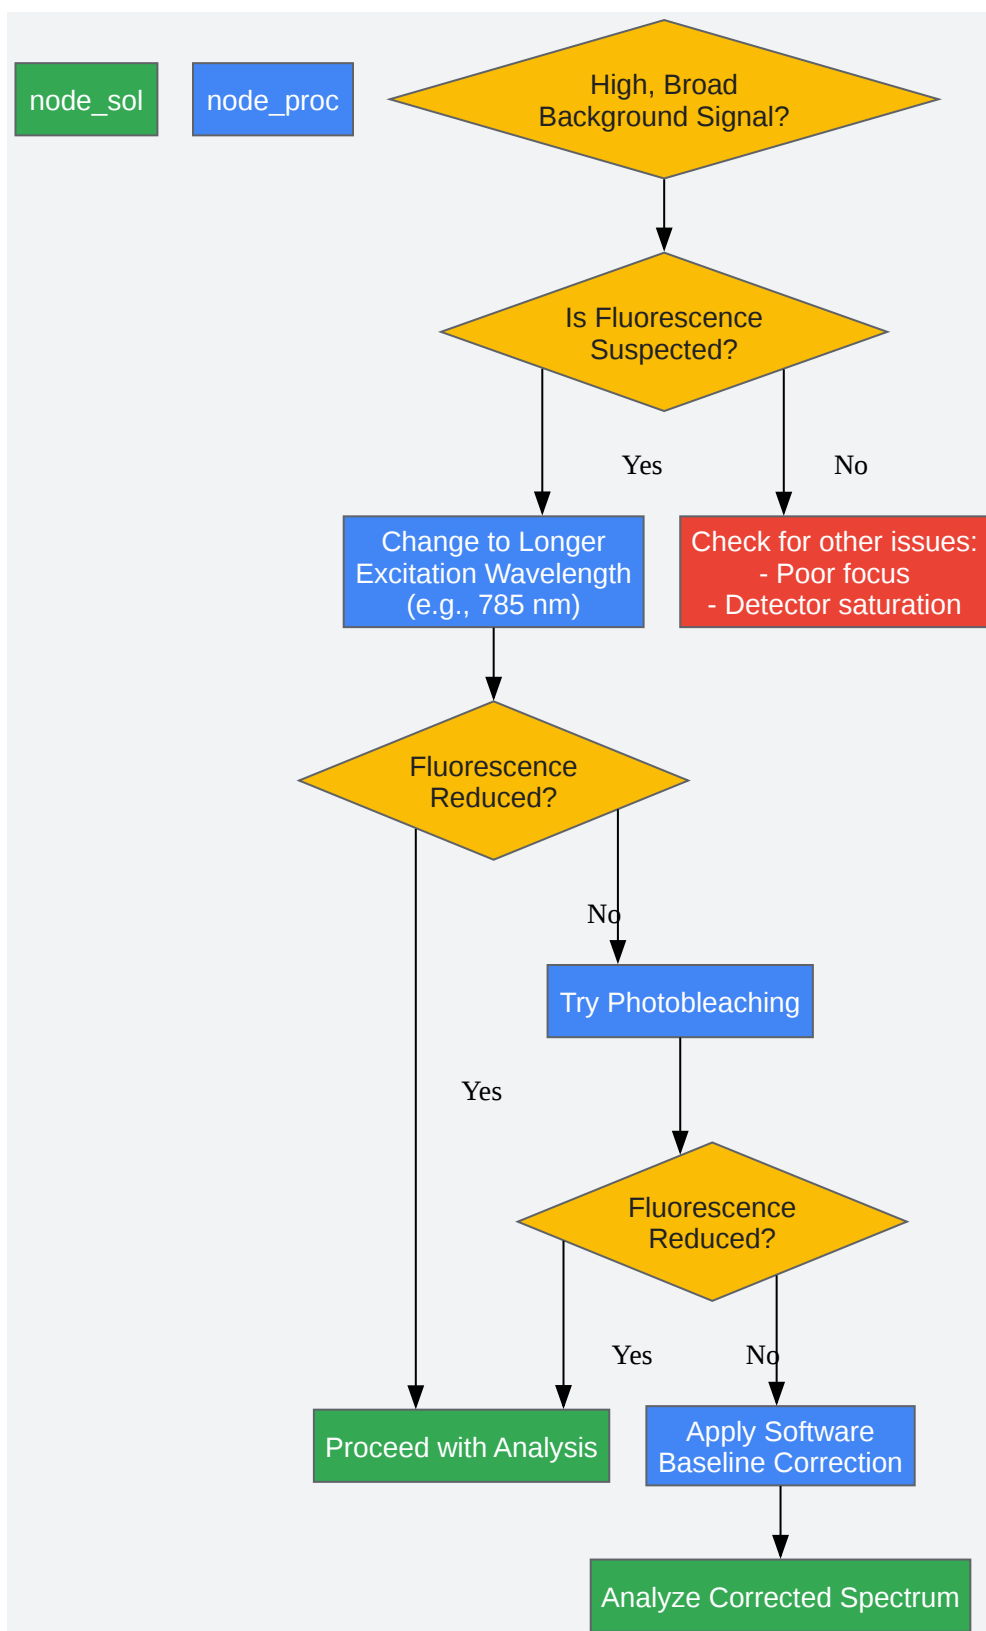 node_sol
node_proc
High, Broad
Background Signal?
Is Fluorescence
Suspected?
Yes
No
Change to Longer
Excitation Wavelength
(e.g., 785 nm)
Check for other issues:
- Poor focus
- Detector saturation
Fluorescence
Reduced?
No
Try Photobleaching
Yes
Fluorescence
Reduced?
Yes
No
Proceed with Analysis
Apply Software
Baseline Correction
Analyze Corrected Spectrum